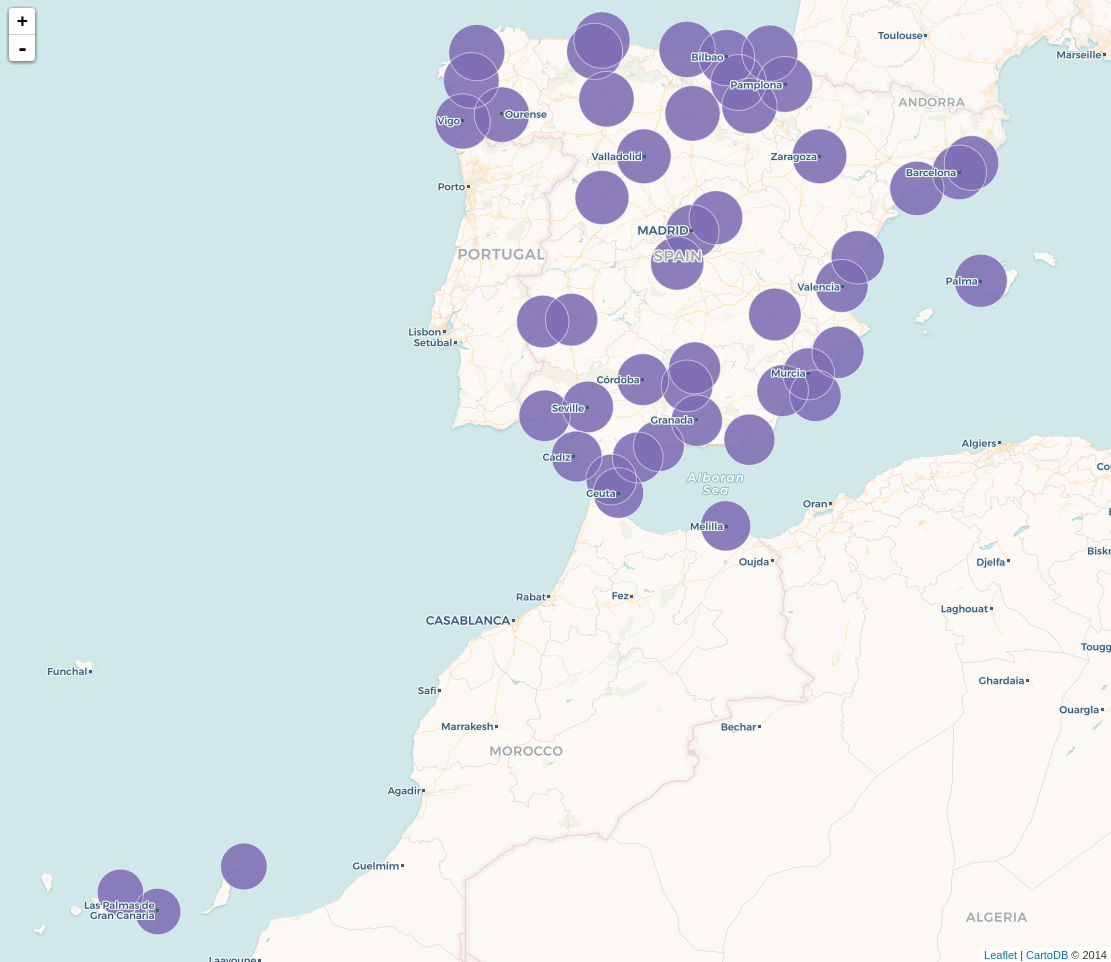 +
-
Toulouse
Marseille
Bilbao
Pamplona
ANDORRA
Vigo
Ourense
Valladolid
Zaragoza
Barcelona
Porto
MADRID
PORTUGAL
SPAIN
Palma
Valencia
Lisbon
Setúbal
Murcia
Córdoba
Seville
Granada
Cádiz
Algiers
Alboran
Sea
Co
Ceuta
Oran
Melilla
Biskr
Oujda
Djelfa
Rabat
Fez
Laghouat
CASABLANCA
Tougg
Funchal
Ghardaia
Safi
Ouargla
Marrakesh
Bechar
MOROCCO
Agadir
Guelmim
Las Palmas de
Gran Canaria
ALGERIA
Laayoune
Leaflet | CartoDB © 2014